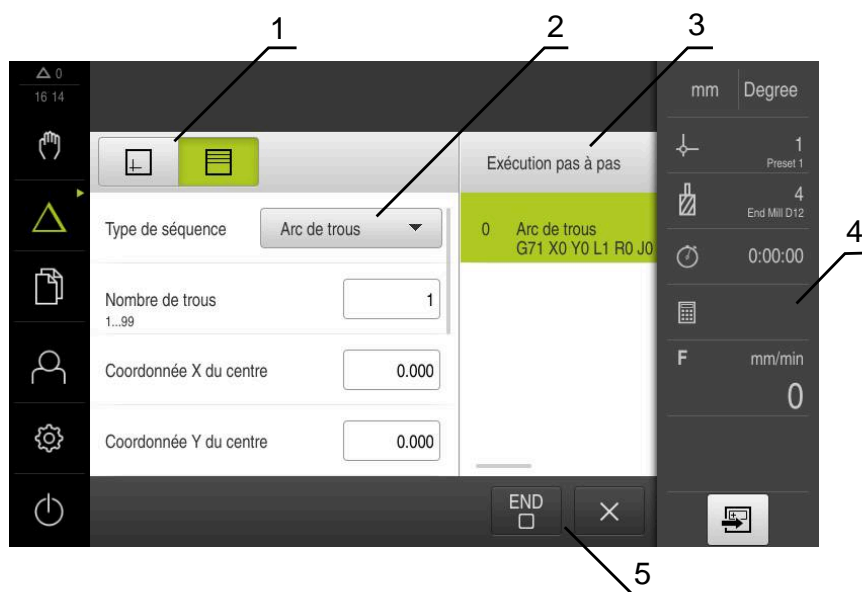 1
2
3
0
16 14
mm
Degree
1
Preset 1
Exécution pas à pas
4
End Mill D12
Type de séquence
Arc de trous
0 Arc de trous
G71 X0 Y0 L1 R0 J0
4
0:00:00
Nombre de trous
1...99
1
Coordonnée X du centre
0.000
F
mm/min
0
Coordonnée Y du centre
0.000
END
5